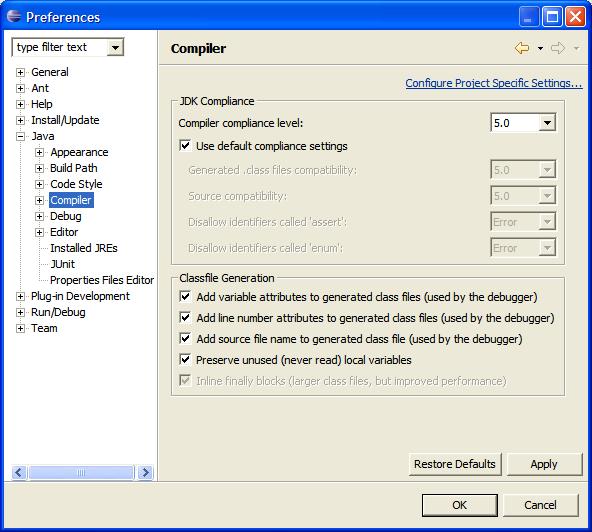 Preferences
type filter text
General
Ant
Help
Install/Update
Java
Appearance
Build Path
Code Style
Compiler
Debug
Editor
Installed JREs
JUnit
Properties Files Editor
Plug-in Development
Run/Debug
Team
Compiler
Configure Project Specific Settings...
JDK Compliance
Compiler compliance level: 5.0
Use default compliance settings
Generated .class files compatibility: 5.0
Source compatibility: 5.0
Disallow identifiers called 'assert': Error
Disallow identifiers called 'enum': Error
Classfile Generation
Add variable attributes to generated class files (used by the debugger)
Add line number attributes to generated class files (used by the debugger)
Add source file name to generated class file (used by the debugger)
Preserve unused (never read) local variables
Inline finally blocks (larger class files, but improved performance)
Restore Defaults Apply
OK Cancel